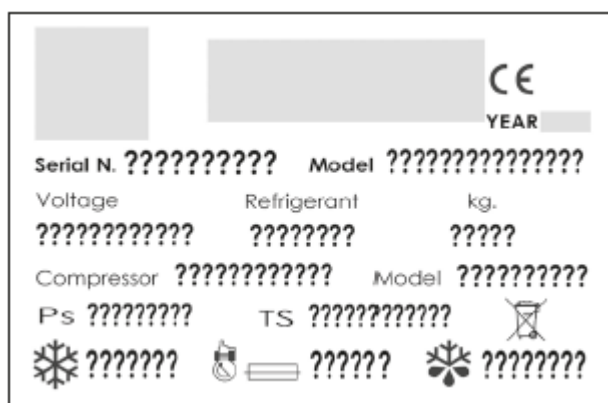 CE
YEAR
Serial N. ?????????? Model ??????????????
Voltage Refrigerant kg.
???????????? ???????? ?????
Compressor ???????????? Model ??????????
Ps ????????? TS ????????????
??????? ?????? ????????